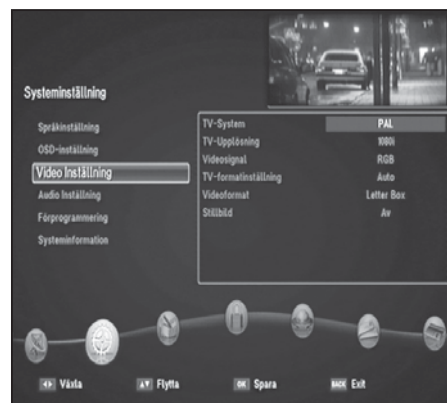 Systeminställning
Språkinställning
OSD-inställning
Video Inställning
Audio Inställning
Förprogrammering
Systeminformation
TV-System PAL
TV-Upplösning 1080i
Videosignal RGB
TV-formatinställning Auto
Videoformat Letter Box
Stillbild Av
Växla
Flytta
OK Spara
BACK Exit